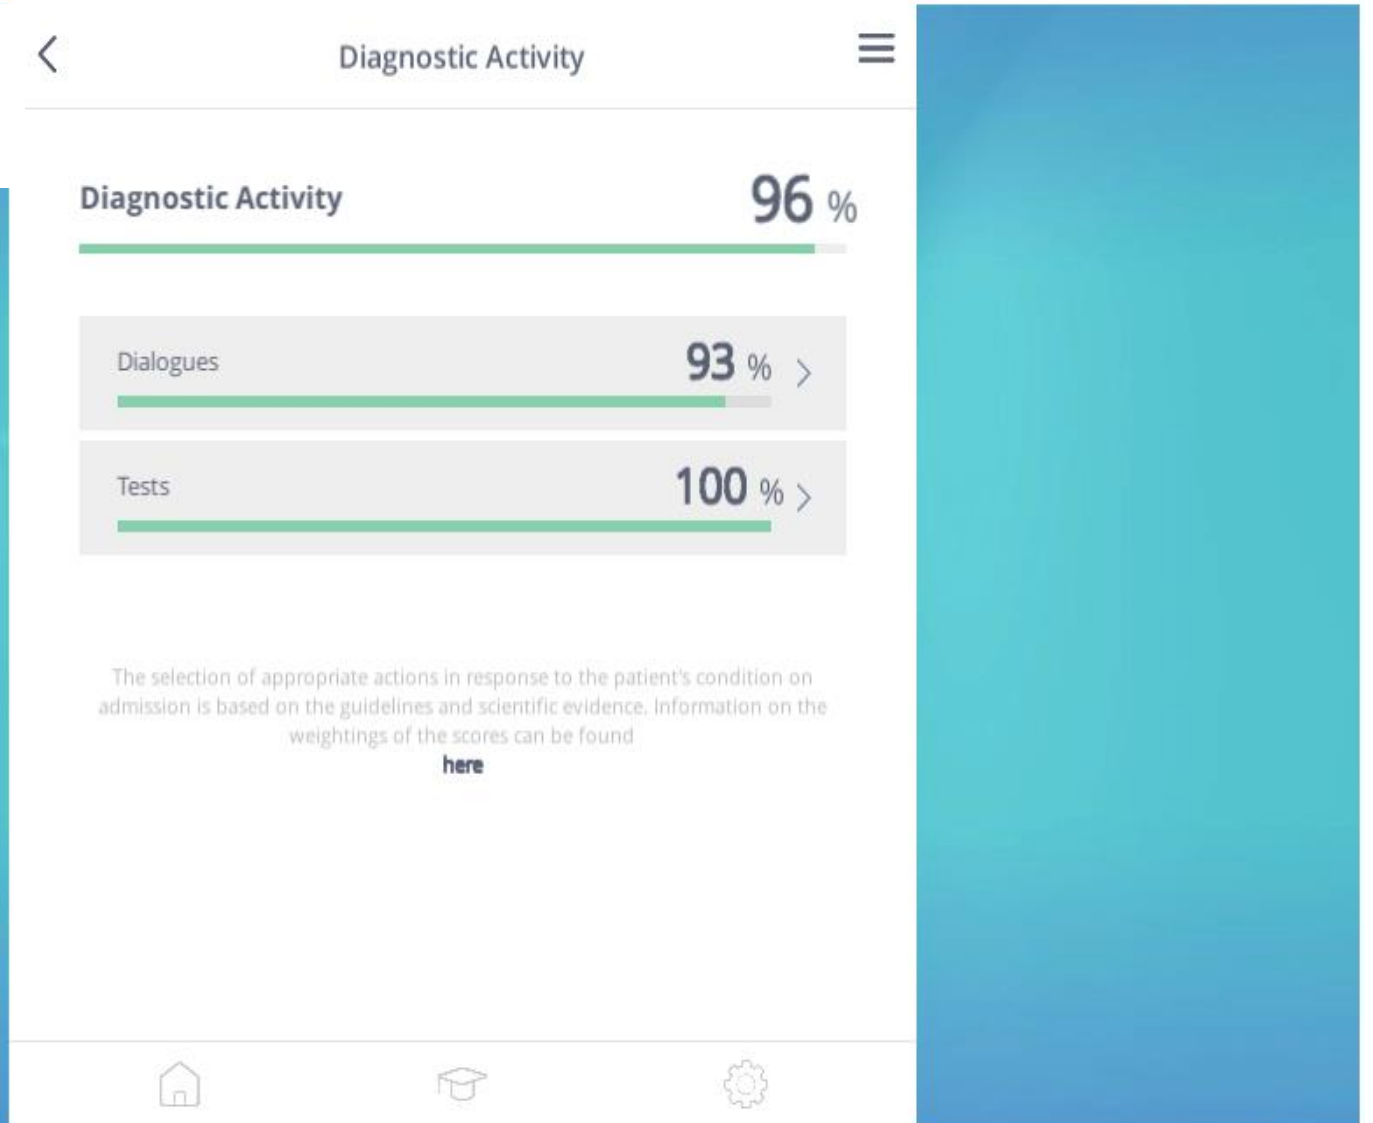 Diagnostic Activity
Diagnostic Activity
96 %
Dialogues
93 %
Tests
100 %
The selection of appropriate actions in response to the patient's condition on
admission is based on the guidelines and scientific evidence. Information on the
weightings of the scores can be found
here